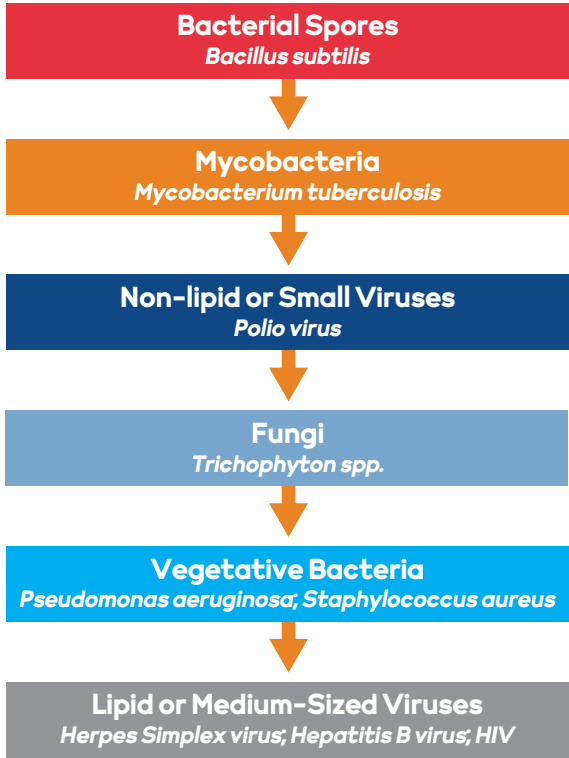 Bacterial Spores
Bacillus subtilis
Mycobacteria
Mycobacterium tuberculosis
Non-lipid or Small Viruses
Polio virus
Fungi
Trichophyton spp.
Vegetative Bacteria
Pseudomonas aeruginosa; Staphylococcus aureus
Lipid or Medium-Sized Viruses
Herpes Simplex virus; Hepatitis B virus; HIV